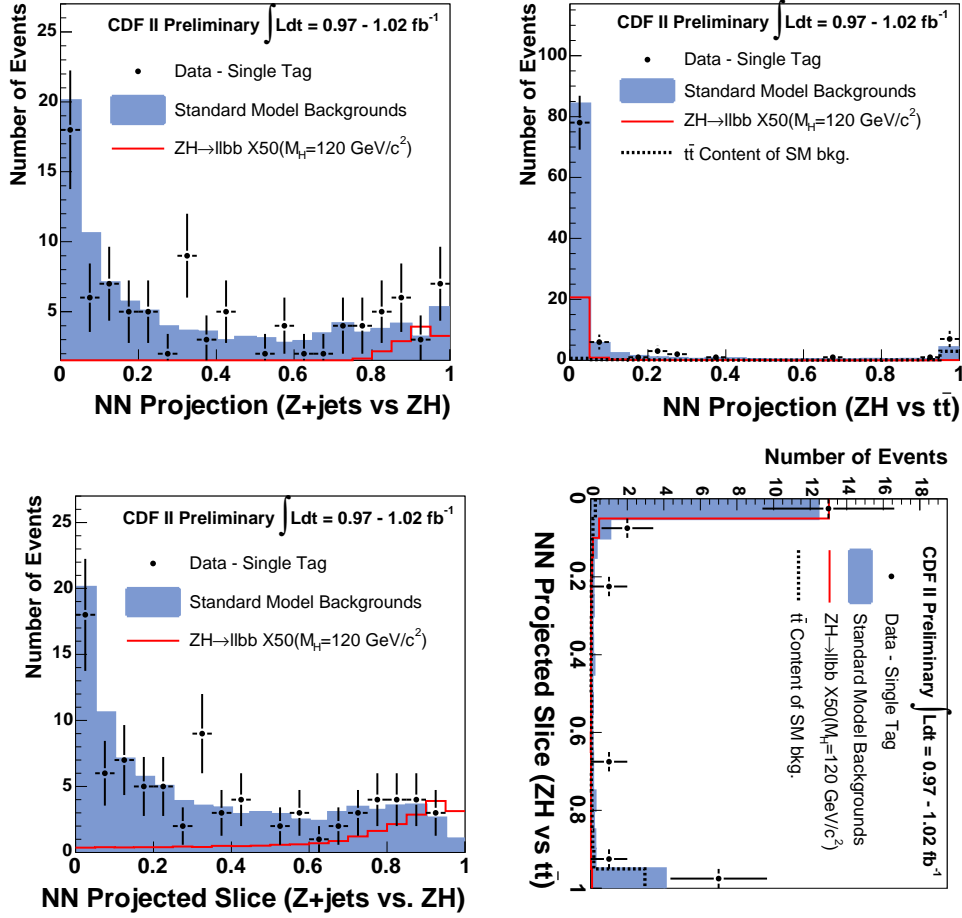 CDF II Preliminary ∫ Ldt = 0.97 - 1.02 fb⁻¹
Data - Single Tag
Standard Model Backgrounds
ZH→llbb X50(M_H=120 GeV/c²)
Number of Events
25
20
15
10
5
0 0.2 0.4 0.6 0.8 1
NN Projection (Z+jets vs ZH)
CDF II Preliminary ∫ Ldt = 0.97 - 1.02 fb⁻¹
Data - Single Tag
Standard Model Backgrounds
ZH→llbb X50(M_H=120 GeV/c²)
tt̄ Content of SM bkg.
Number of Events
100
80
60
40
20
0
0 0.2 0.4 0.6 0.8 1
NN Projection (ZH vs tt̄)
CDF II Preliminary ∫ Ldt = 0.97 - 1.02 fb⁻¹
Data - Single Tag
Standard Model Backgrounds
ZH→llbb X50(M_H=120 GeV/c²)
Number of Events
25
20
15
10
5
0
0 0.2 0.4 0.6 0.8 1
NN Projected Slice (Z+jets vs. ZH)
Number of Events
0 2 4 6 8 10 12 14 16 18
CDF II Preliminary ∫ Ldt = 0.97 - 1.02 fb⁻¹
Data - Single Tag
Standard Model Backgrounds
ZH→llbb X50(M_H=120 GeV/c²)
tt̄ Content of SM bkg.
0 0.2 0.4 0.6 0.8 1
NN Projected Slice (ZH vs tt̄)